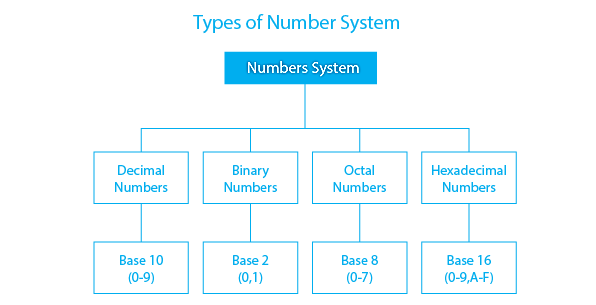 Types of Number System
Numbers System
Decimal
Numbers
Binary
Numbers
Octal
Numbers
Hexadecimal
Numbers
Base 10
(0-9)
Base 2
(0,1)
Base 8
(0-7)
Base 16
(0-9,A-F)